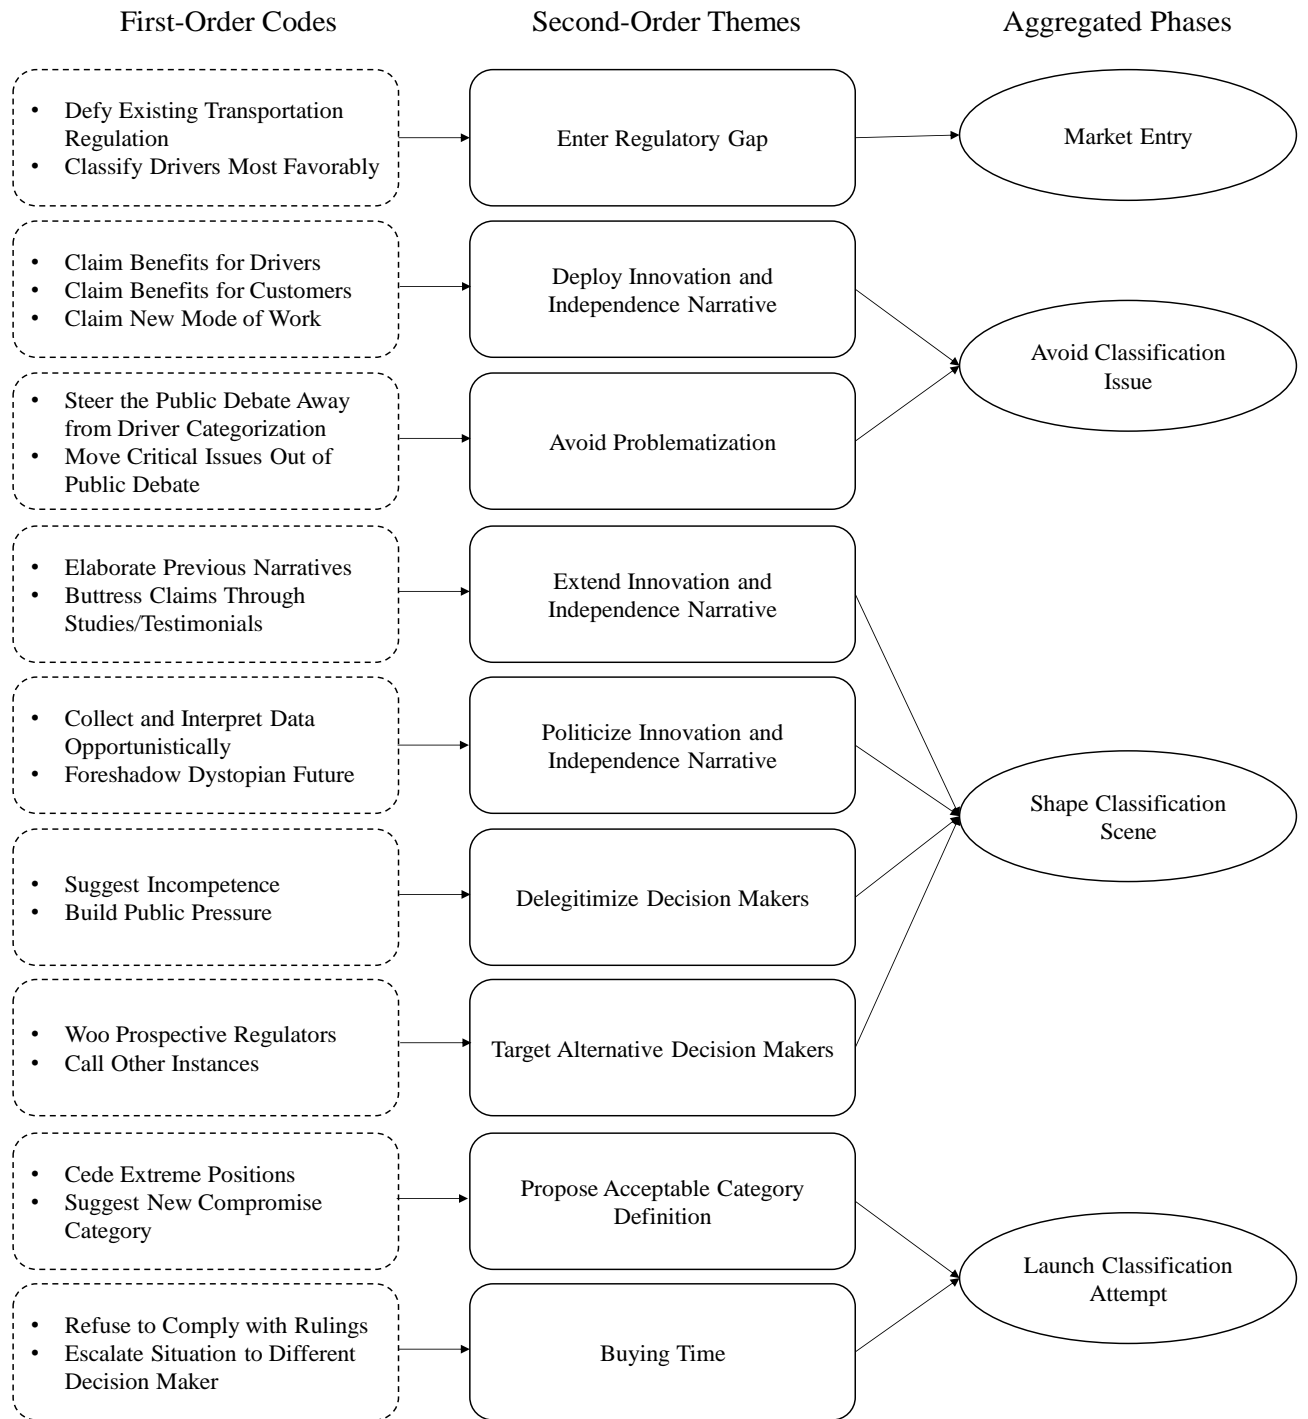 First-Order Codes
Second-Order Themes
Aggregated Phases
• Defy Existing Transportation
Regulation
• Classify Drivers Most Favorably
Enter Regulatory Gap
Market Entry
• Claim Benefits for Drivers
• Claim Benefits for Customers
• Claim New Mode of Work
Deploy Innovation and
Independence Narrative
Avoid Classification
Issue
• Steer the Public Debate Away
from Driver Categorization
• Move Critical Issues Out of
Public Debate
Avoid Problematization
• Elaborate Previous Narratives
• Buttress Claims Through
Studies/Testimonials
Extend Innovation and
Independence Narrative
• Collect and Interpret Data
Opportunistically
• Foreshadow Dystopian Future
Politicize Innovation and
Independence Narrative
Shape Classification
Scene
• Suggest Incompetence
• Build Public Pressure
Delegitimize Decision Makers
• Woo Prospective Regulators
• Call Other Instances
Target Alternative Decision Makers
• Cede Extreme Positions
• Suggest New Compromise
Category
Propose Acceptable Category
Definition
Launch Classification
Attempt
• Refuse to Comply with Rulings
• Escalate Situation to Different
Decision Maker
Buying Time